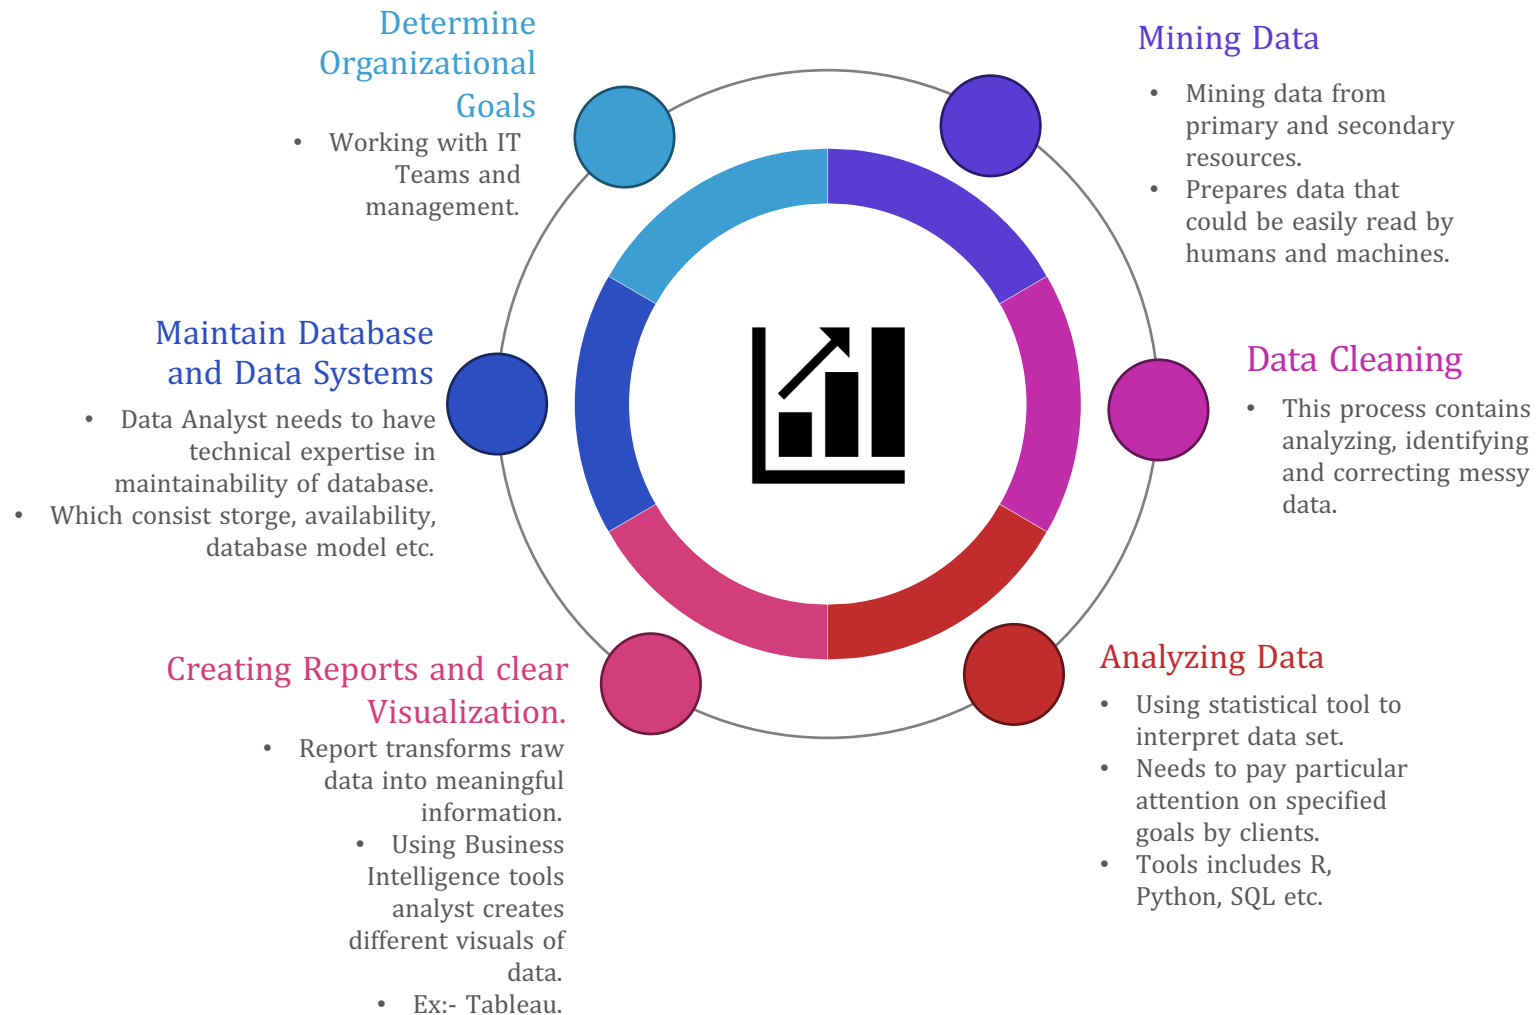 Determine
Organizational
Goals
• Working with IT
Teams and
management.
Mining Data
• Mining data from
primary and secondary
resources.
• Prepares data that
could be easily read by
humans and machines.
Maintain Database
and Data Systems
• Data Analyst needs to have
technical expertise in
maintainability of database.
• Which consist storge, availability,
database model etc.
Data Cleaning
• This process contains
analyzing, identifying
and correcting messy
data.
Creating Reports and clear
Visualization.
• Report transforms raw
data into meaningful
information.
• Using Business
Intelligence tools
analyst creates
different visuals of
data.
• Ex:- Tableau.
Analyzing Data
• Using statistical tool to
interpret data set.
• Needs to pay particular
attention on specified
goals by clients.
• Tools includes R,
Python, SQL etc.